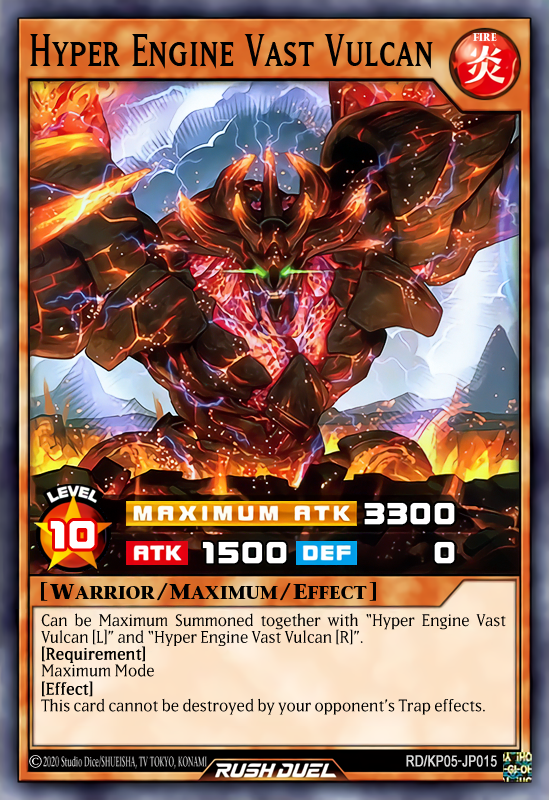 Hyper Engine Vast Vulcan
FIRE
炎
LEVEL
10
MAXIMUM ATK 3300
ATK 1500 DEF 0
[Warrior/Maximum/Effect]
Can be Maximum Summoned together with “Hyper Engine Vast
Vulcan [L]” and “Hyper Engine Vast Vulcan [R]”.
[Requirement]
Maximum Mode
[Effect]
This card cannot be destroyed by your opponent's Trap effects.
©2020 Studio Dice/SHUEISHA, TV TOKYO, KONAMI
RUSH DUEL
RD/KP05-JP015